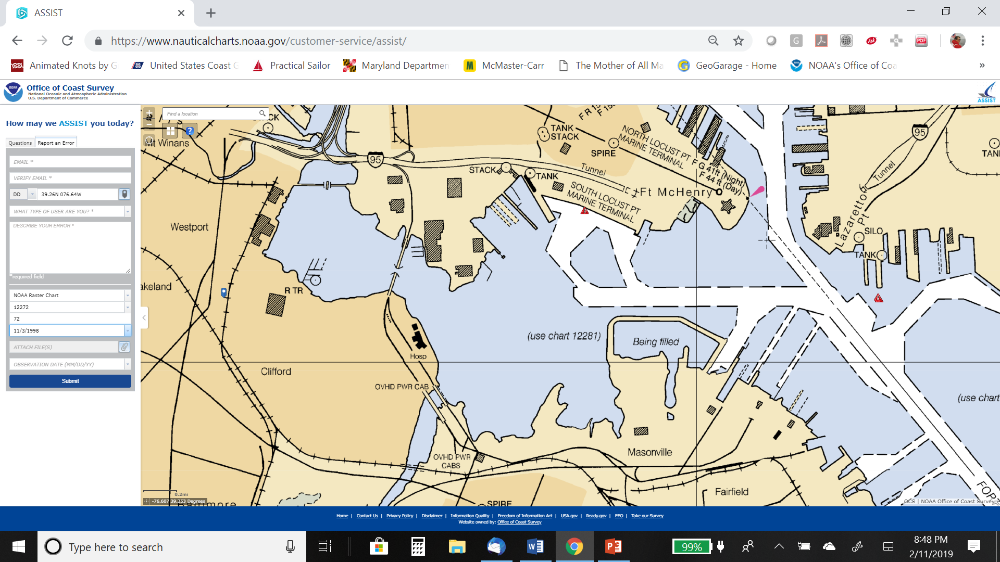 ASSIST
https://www.nauticalcharts.noaa.gov/customer-service/assist/
G
Ask
PDF
Animated Knots by G
United States Coast G
Practical Sailor
Maryland Departmen
M
McMaster-Carr
The Mother of All Ma
GeoGarage - Home
NOAA's Office of Coa
»
NOAA
Office of Coast Survey
National Oceanic and Atmospheric Administration
U.S. Department of Commerce
ASSIST
How may we ASSIST you today?
Questions
Report an Error
EMAIL *
VERIFY EMAIL *
DD
39.26N 076.64W
WHAT TYPE OF USER ARE YOU? *
DESCRIBE YOUR ERROR *
*required field
NOAA Raster Chart
12272
72
11/3/1998
ATTACH FILE(S)
OBSERVATION DATE (MM/DD/YY)
Submit
Find a location
?
CK
Mt Winans
95
TANK
STACK
SPIRE
F R 15
F 15
NORTH LOCUST PT
MARINE TERMINAL
F G 41ft (Night)
F 44 ft (Day)
STACK
TANK
Tunnel
SOUTH LOCUST PT
MARINE TERMINAL
Ft McHenry
95
TAN
Tunnel
Lazaretto
Pt
SILO
TANK
Westport
akeland
R TR
Hosp
(use chart 12281)
Being filled
Clifford
OVHD PWR CAB
OVHD PWR
CABS
Masonville
Fairfield
(use chart
SPIRE
FOR
0.2mi
-76.607 39.253 Degrees
OCS | NOAA Office of Coast Survey
Home | Contact Us | Privacy Policy | Disclaimer | Information Quality | Freedom of Information Act | USA.gov | Ready.gov | EEO | Take our Survey
Website owned by: Office of Coast Survey
Type here to search
99%
8:48 PM
2/11/2019